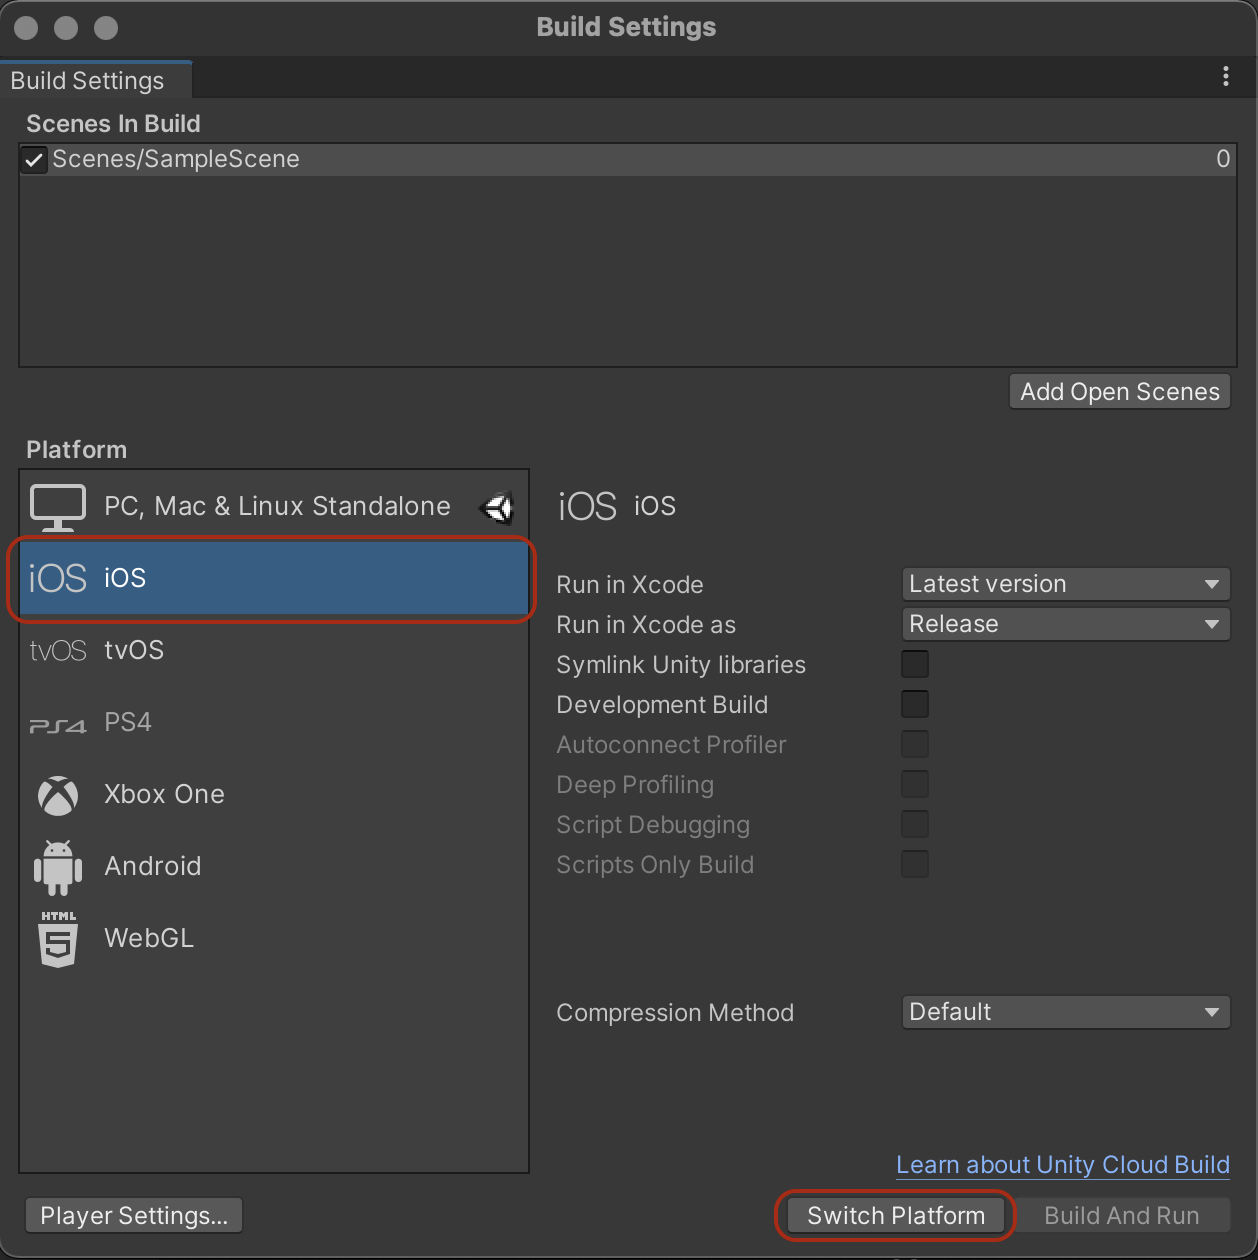 Build Settings
Build Settings
Scenes In Build
Scenes/SampleScene 0
Add Open Scenes
Platform
PC, Mac & Linux Standalone
iOS iOS
tvOS tvOS
PS4 PS4
Xbox One
Android
HTML 5 WebGL
iOS iOS
Run in Xcode Latest version
Run in Xcode as Release
Symlink Unity libraries
Development Build
Autoconnect Profiler
Deep Profiling
Script Debugging
Scripts Only Build
Compression Method Default
Learn about Unity Cloud Build
Player Settings... Switch Platform Build And Run